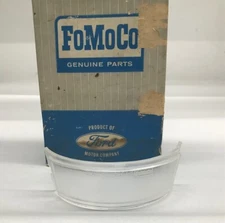 FoMoCo
GENUINE PARTS
PRODUCT OF
Ford
MOTOR COMPANY